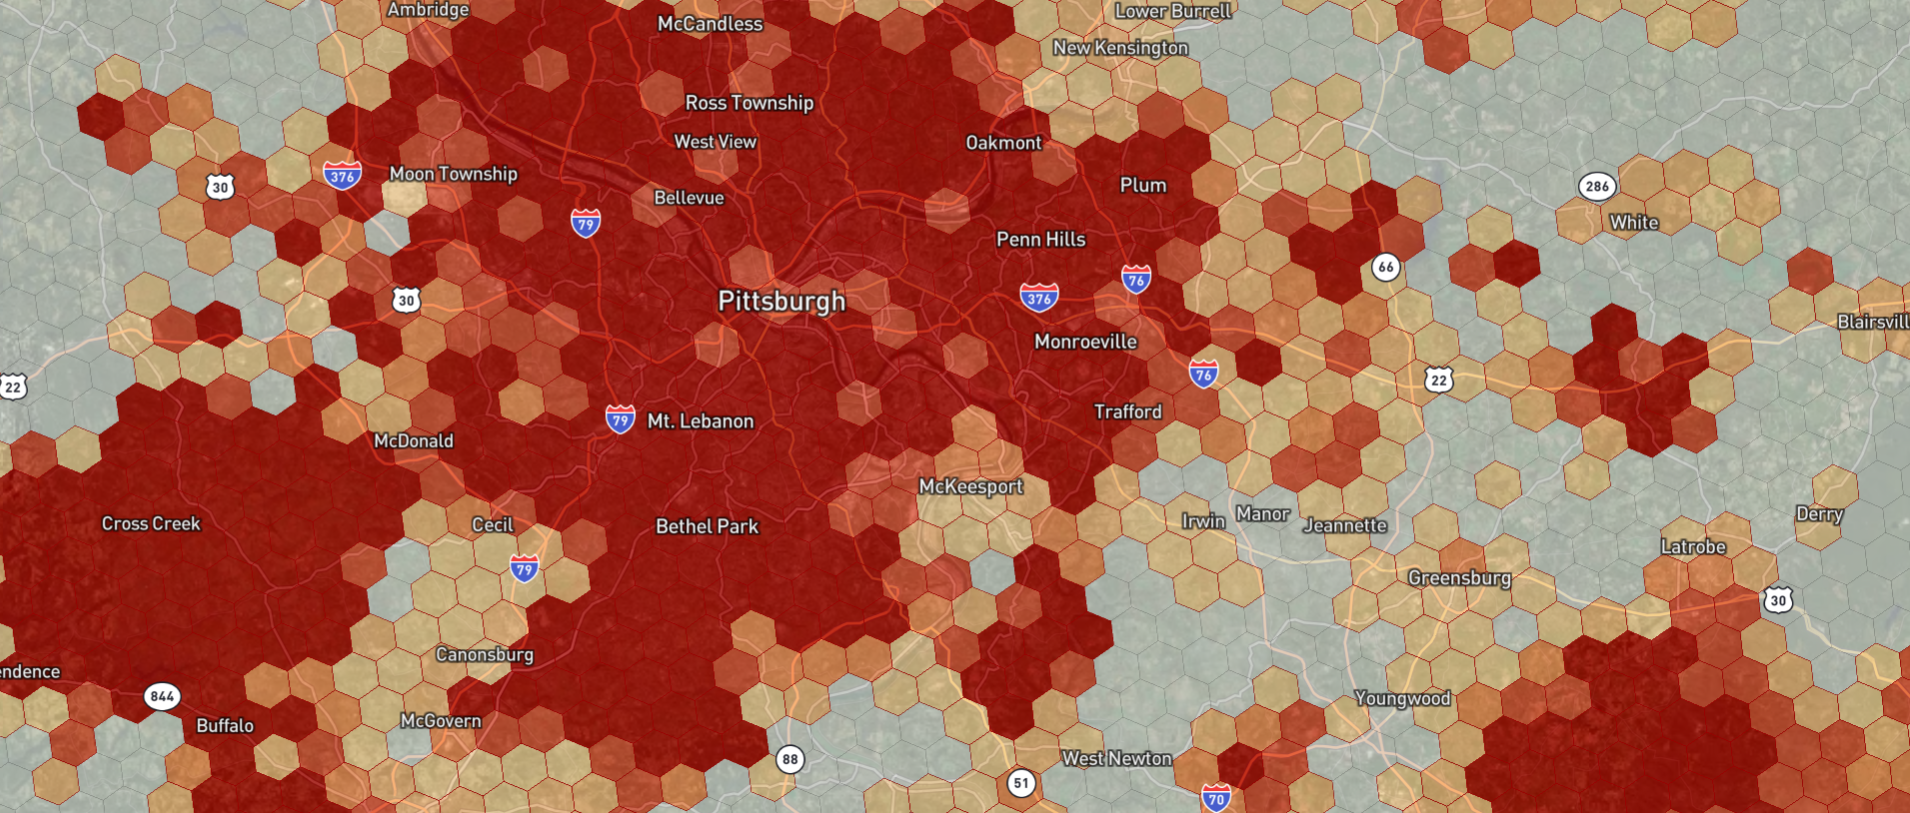 Ambridge
McCandless
Lower Burrell
New Kensington
Ross Township
West View
Oakmont
376
Moon Township
30
Plum
286
Bellevue
79
White
Penn Hills
66
76
376
Pittsburgh
30
Blairsvill
Monroeville
76
22
22
Trafford
79
Mt. Lebanon
McDonald
McKeesport
Cross Creek
Cecil
Bethel Park
Irwin
Manor
Jeannette
Derry
Latrobe
79
Greensburg
30
Canonsburg
endence
844
Youngwood
Buffalo
McGovern
88
West Newton
51
70